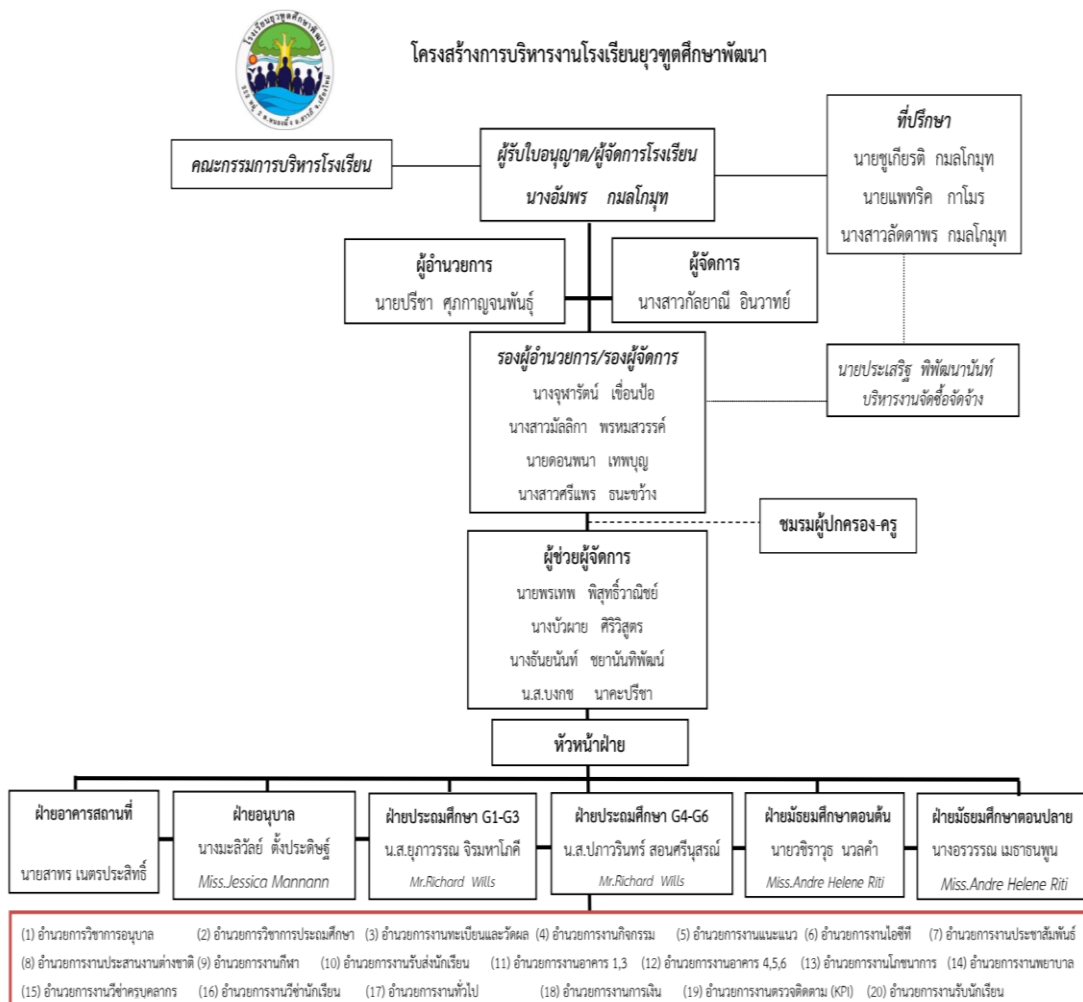 โรงเรียนยุวฑูตศึกษาพัฒนา
โครงสร้างการบริหารงานโรงเรียนยุวฑูตศึกษาพัฒนา
คณะกรรมการบริหารโรงเรียน
ผู้รับใบอนุญาต/ผู้จัดการโรงเรียน
นางอัมพร กมลโกมุท
ที่ปรึกษา
นายชูเกียรติ กมลโกมุท
นายแพทริค กาโมร
นางสาวลัดดาพร กมลโกมุท
ผู้อำนวยการ
นายปรีชา ศุภกาญจนพันธุ์
ผู้จัดการ
นางสาวกัลยาณี อินวาทย์
รองผู้อำนวยการ/รองผู้จัดการ
นางจุฬารัตน์ เขื่อนป้อ
นางสาวมัลลิกา พรหมสวรรค์
นายดอนพนา เทพบุญ
นางสาวศรีแพร ธนะขว้าง
นายประเสริฐ พิพัฒนานันท์
บริหารงานจัดซื้อจัดจ้าง
ชมรมผู้ปกครอง-ครู
ผู้ช่วยผู้จัดการ
นายพรเทพ พิสุทธิ์วาณิชย์
นางบัวผาย ศิริวิสูตร
นางธันยนันท์ ชยานันทิพัฒน์
น.ส.บงกช นาคะปรีชา
หัวหน้าฝ่าย
ฝ่ายอาคารสถานที่
นายสาทร เนตรประสิทธิ์
ฝ่ายอนุบาล
นางมะลิวัลย์ ตั้งประดิษฐ์
Miss.Jessica Mannann
ฝ่ายประถมศึกษา G1-G3
น.ส.ยุภาวรรณ จิรมหาโภคี
Mr.Richard Wills
ฝ่ายประถมศึกษา G4-G6
น.ส.ปภาวรินทร์ สอนศรีนุสรณ์
Mr.Richard Wills
ฝ่ายมัธยมศึกษาตอนต้น
นายวชิราวุธ นวลคำ
Miss.Andre Helene Riti
ฝ่ายมัธยมศึกษาตอนปลาย
นางอรวรรณ เมธาธนพูน
Miss.Andre Helene Riti
(1) อำนวยการวิชาการอนุบาล (2) อำนวยการวิชาการประถมศึกษา (3) อำนวยการงานทะเบียนและวัดผล (4) อำนวยการงานกิจกรรม (5) อำนวยการงานแนะแนว (6) อำนวยการงานไอซีที (7) อำนวยการงานประชาสัมพันธ์
(8) อำนวยการงานประสานงานต่างชาติ (9) อำนวยการงานกีฬา (10) อำนวยการงานรับส่งนักเรียน (11) อำนวยการงานอาคาร 1,3 (12) อำนวยการงานอาคาร 4,5,6 (13) อำนวยการงานโภชนาการ (14) อำนวยการงานพยาบาล
(15) อำนวยการงานวีซ่าครูบุคลากร (16) อำนวยการงานวีซ่านักเรียน (17) อำนวยการงานทั่วไป (18) อำนวยการงานการเงิน (19) อำนวยการงานตรวจติดตาม (KPI) (20) อำนวยการงานรับนักเรียน